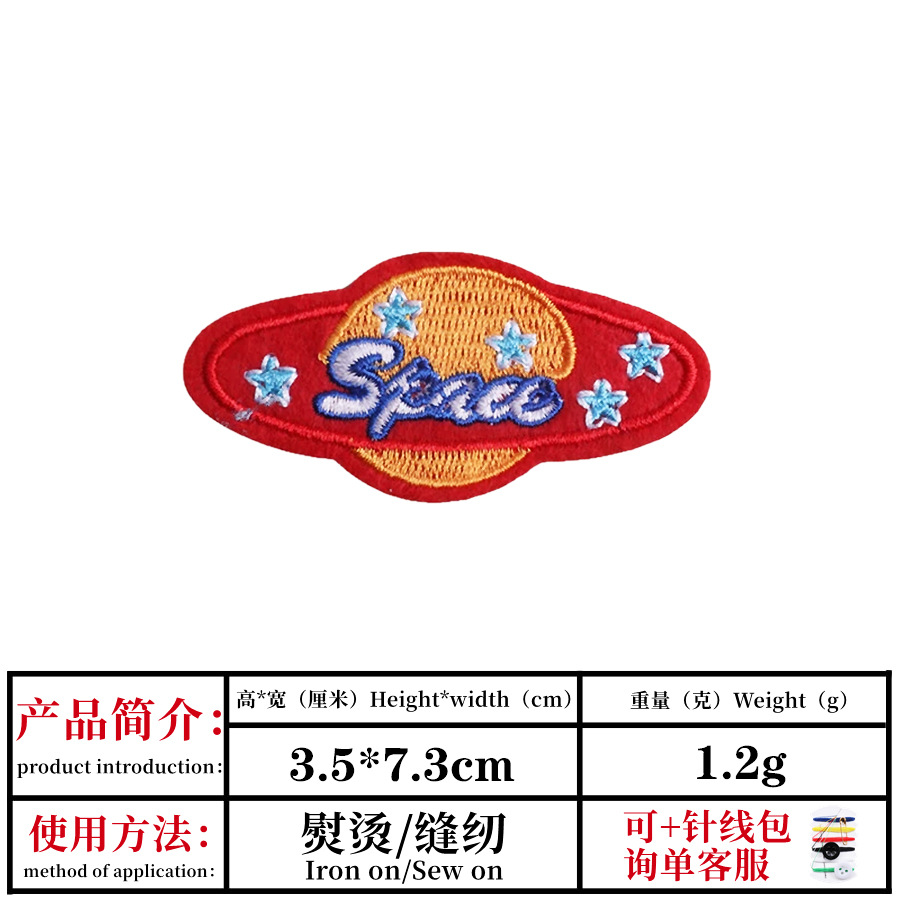 Space
产品简介：
product introduction：
高*宽（厘米）Height*width（cm）
重量（克）Weight（g）
3.5*7.3cm
1.2g
使用方法：
method of application：
熨烫/缝纫
Iron on/Sew on
可+针线包
询单客服